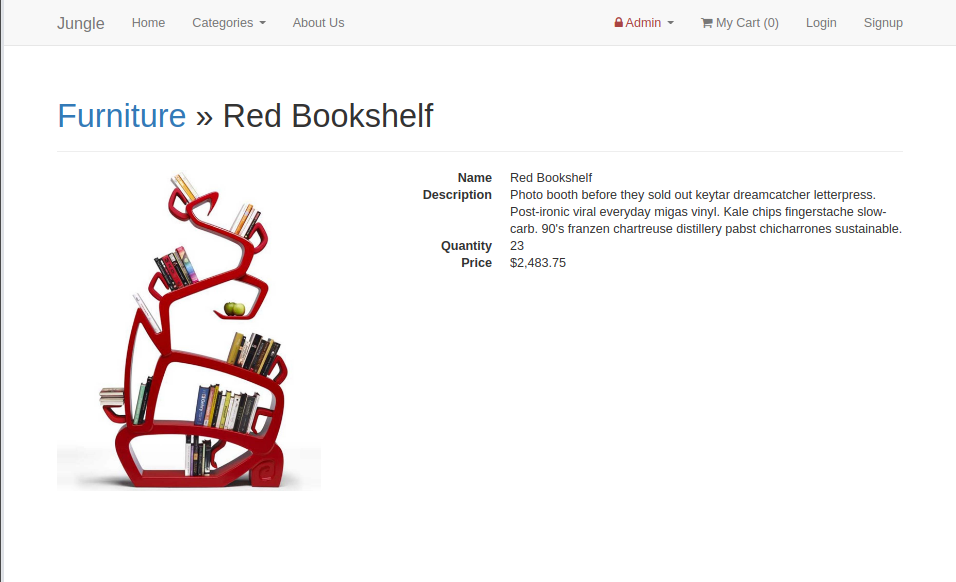 Jungle Home Categories About Us Admin My Cart (0) Login Signup
Furniture » Red Bookshelf
Name Red Bookshelf
Description Photo booth before they sold out keytar dreamcatcher letterpress.
Post-ironic viral everyday migas vinyl. Kale chips fingerstache slow-
carb. 90's franzen chartreuse distillery pabst chicharrones sustainable.
Quantity 23
Price $2,483.75